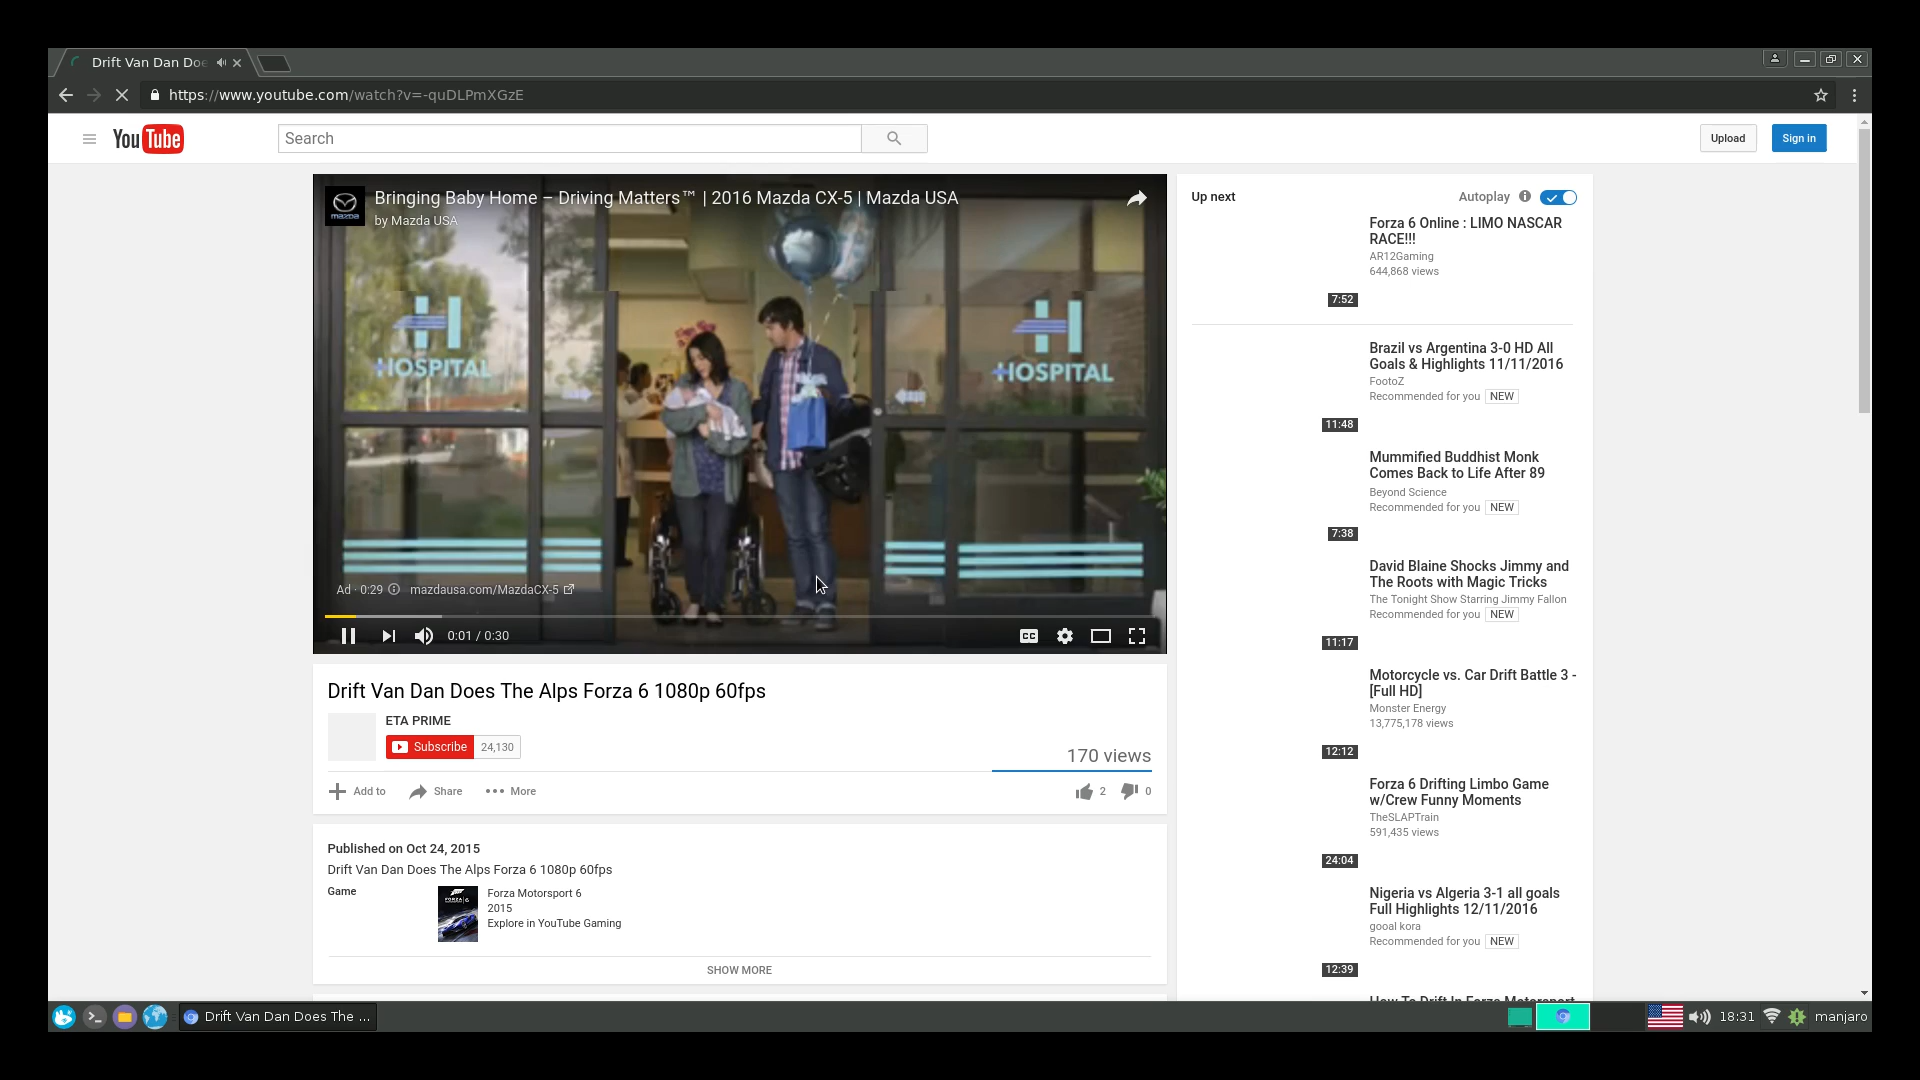 Drift Van Dan Doe
https://www.youtube.com/watch?v=-quDLPmXGzE
YouTube
Search
Upload
Sign in
mazDa
Bringing Baby Home – Driving Matters™ | 2016 Mazda CX-5 | Mazda USA
by Mazda USA
HOSPITAL
HOSPITAL
Ad · 0:29
mazdausa.com/MazdaCX-5
0:01 / 0:30
CC
Drift Van Dan Does The Alps Forza 6 1080p 60fps
ETA PRIME
Subscribe
24,130
170 views
Add to
Share
More
2
0
Published on Oct 24, 2015
Drift Van Dan Does The Alps Forza 6 1080p 60fps
Game
Forza Motorsport 6
2015
Explore in YouTube Gaming
SHOW MORE
Up next
Autoplay
Forza 6 Online : LIMO NASCAR
RACE!!!
AR12Gaming
644,868 views
7:52
Brazil vs Argentina 3-0 HD All
Goals & Highlights 11/11/2016
FootoZ
Recommended for you NEW
11:48
Mummified Buddhist Monk
Comes Back to Life After 89
Beyond Science
Recommended for you NEW
7:38
David Blaine Shocks Jimmy and
The Roots with Magic Tricks
The Tonight Show Starring Jimmy Fallon
Recommended for you NEW
11:17
Motorcycle vs. Car Drift Battle 3 -
[Full HD]
Monster Energy
13,775,178 views
12:12
Forza 6 Drifting Limbo Game
w/Crew Funny Moments
TheSLAPTrain
591,435 views
24:04
Nigeria vs Algeria 3-1 all goals
Full Highlights 12/11/2016
gooal kora
Recommended for you NEW
12:39
How To Drift In Forza Motorsport
Drift Van Dan Does The ...
18:31
manjaro